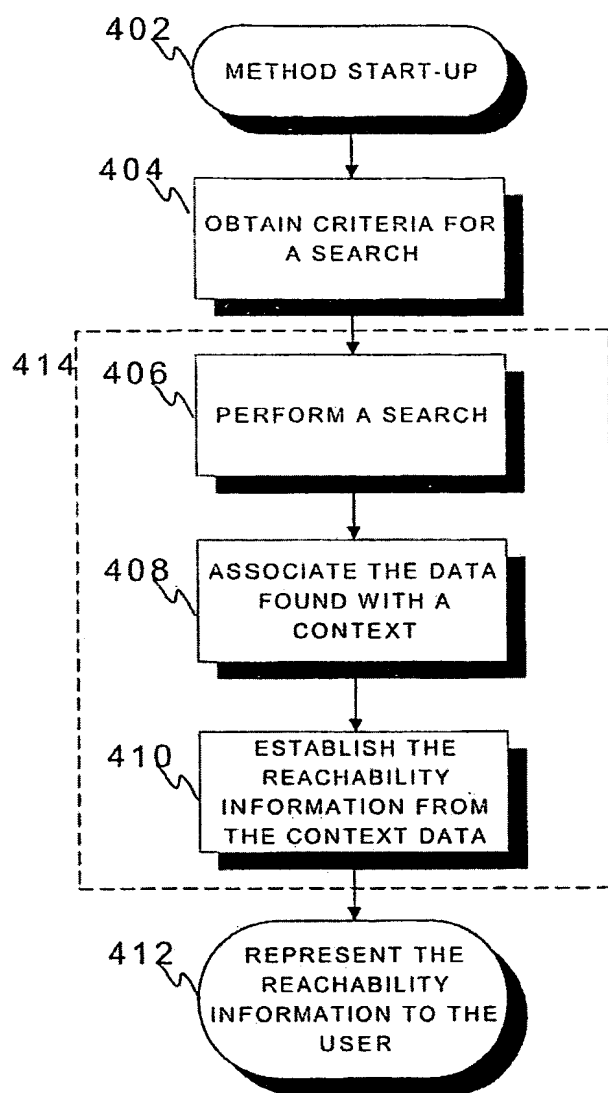 402
METHOD START-UP
404
OBTAIN CRITERIA FOR
A SEARCH
414
406
PERFORM A SEARCH
408
ASSOCIATE THE DATA
FOUND WITH A
CONTEXT
410
ESTABLISH THE
REACHABILITY
INFORMATION FROM
THE CONTEXT DATA
412
REPRESENT THE
REACHABILITY
INFORMATION TO THE
USER